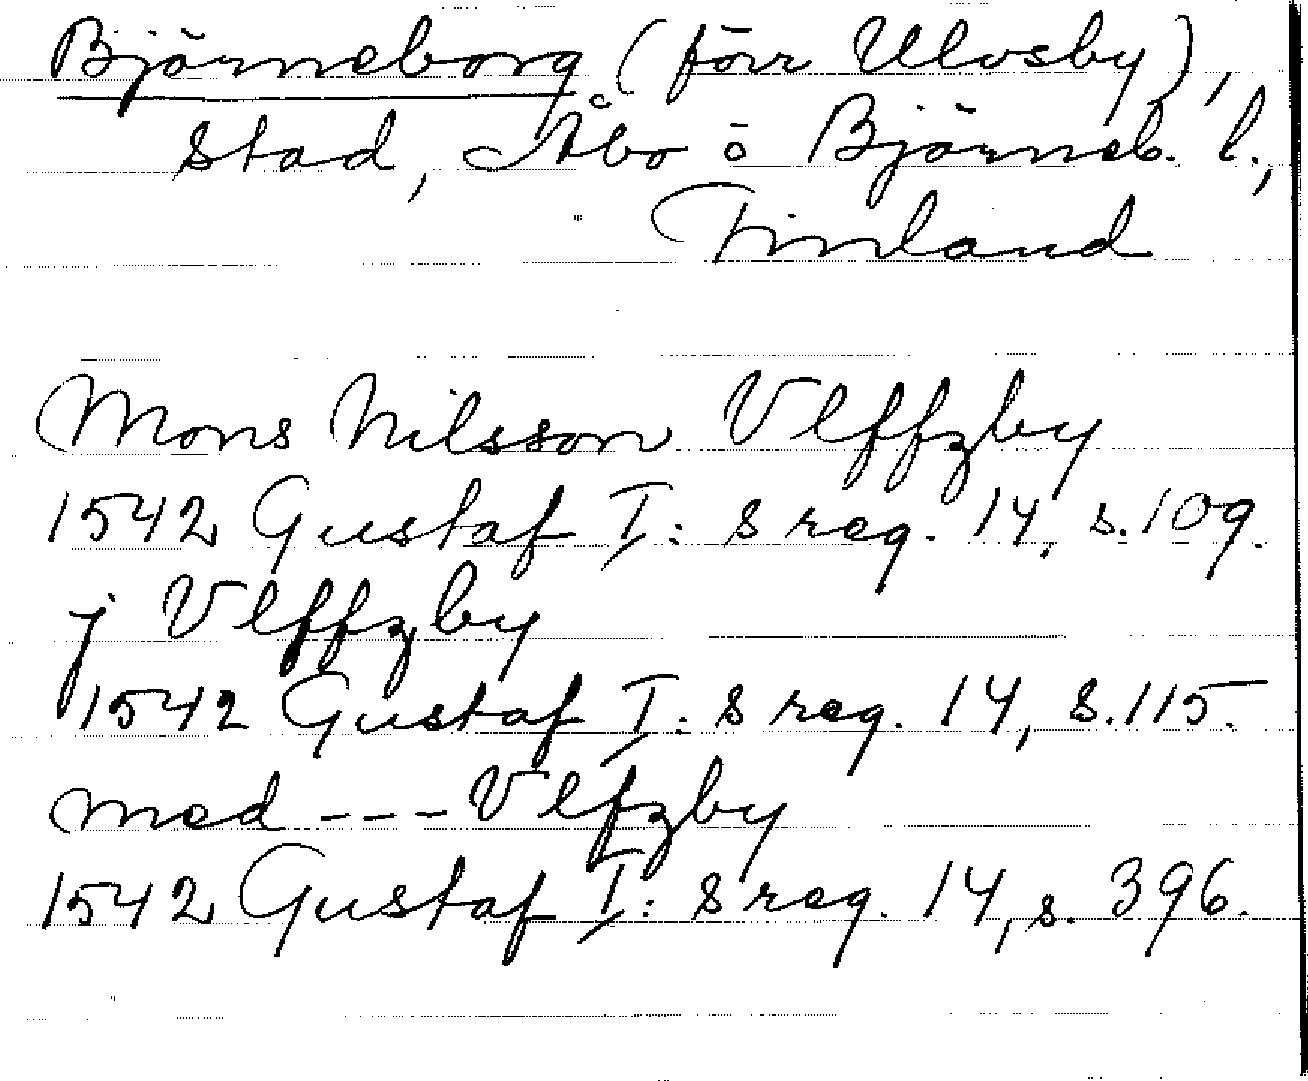 Björneborg (förr Ulvsby),
stad, Åbo o Björneb. l.,
Finland
Mons Nilsson Vlffzby
1542 Gustaf I:s reg. 14, s. 109.
j Vlffzby
1542 Gustaf I:s reg. 14, s. 115.
med --- Vlfzby
1542 Gustaf I:s reg. 14, s. 396.